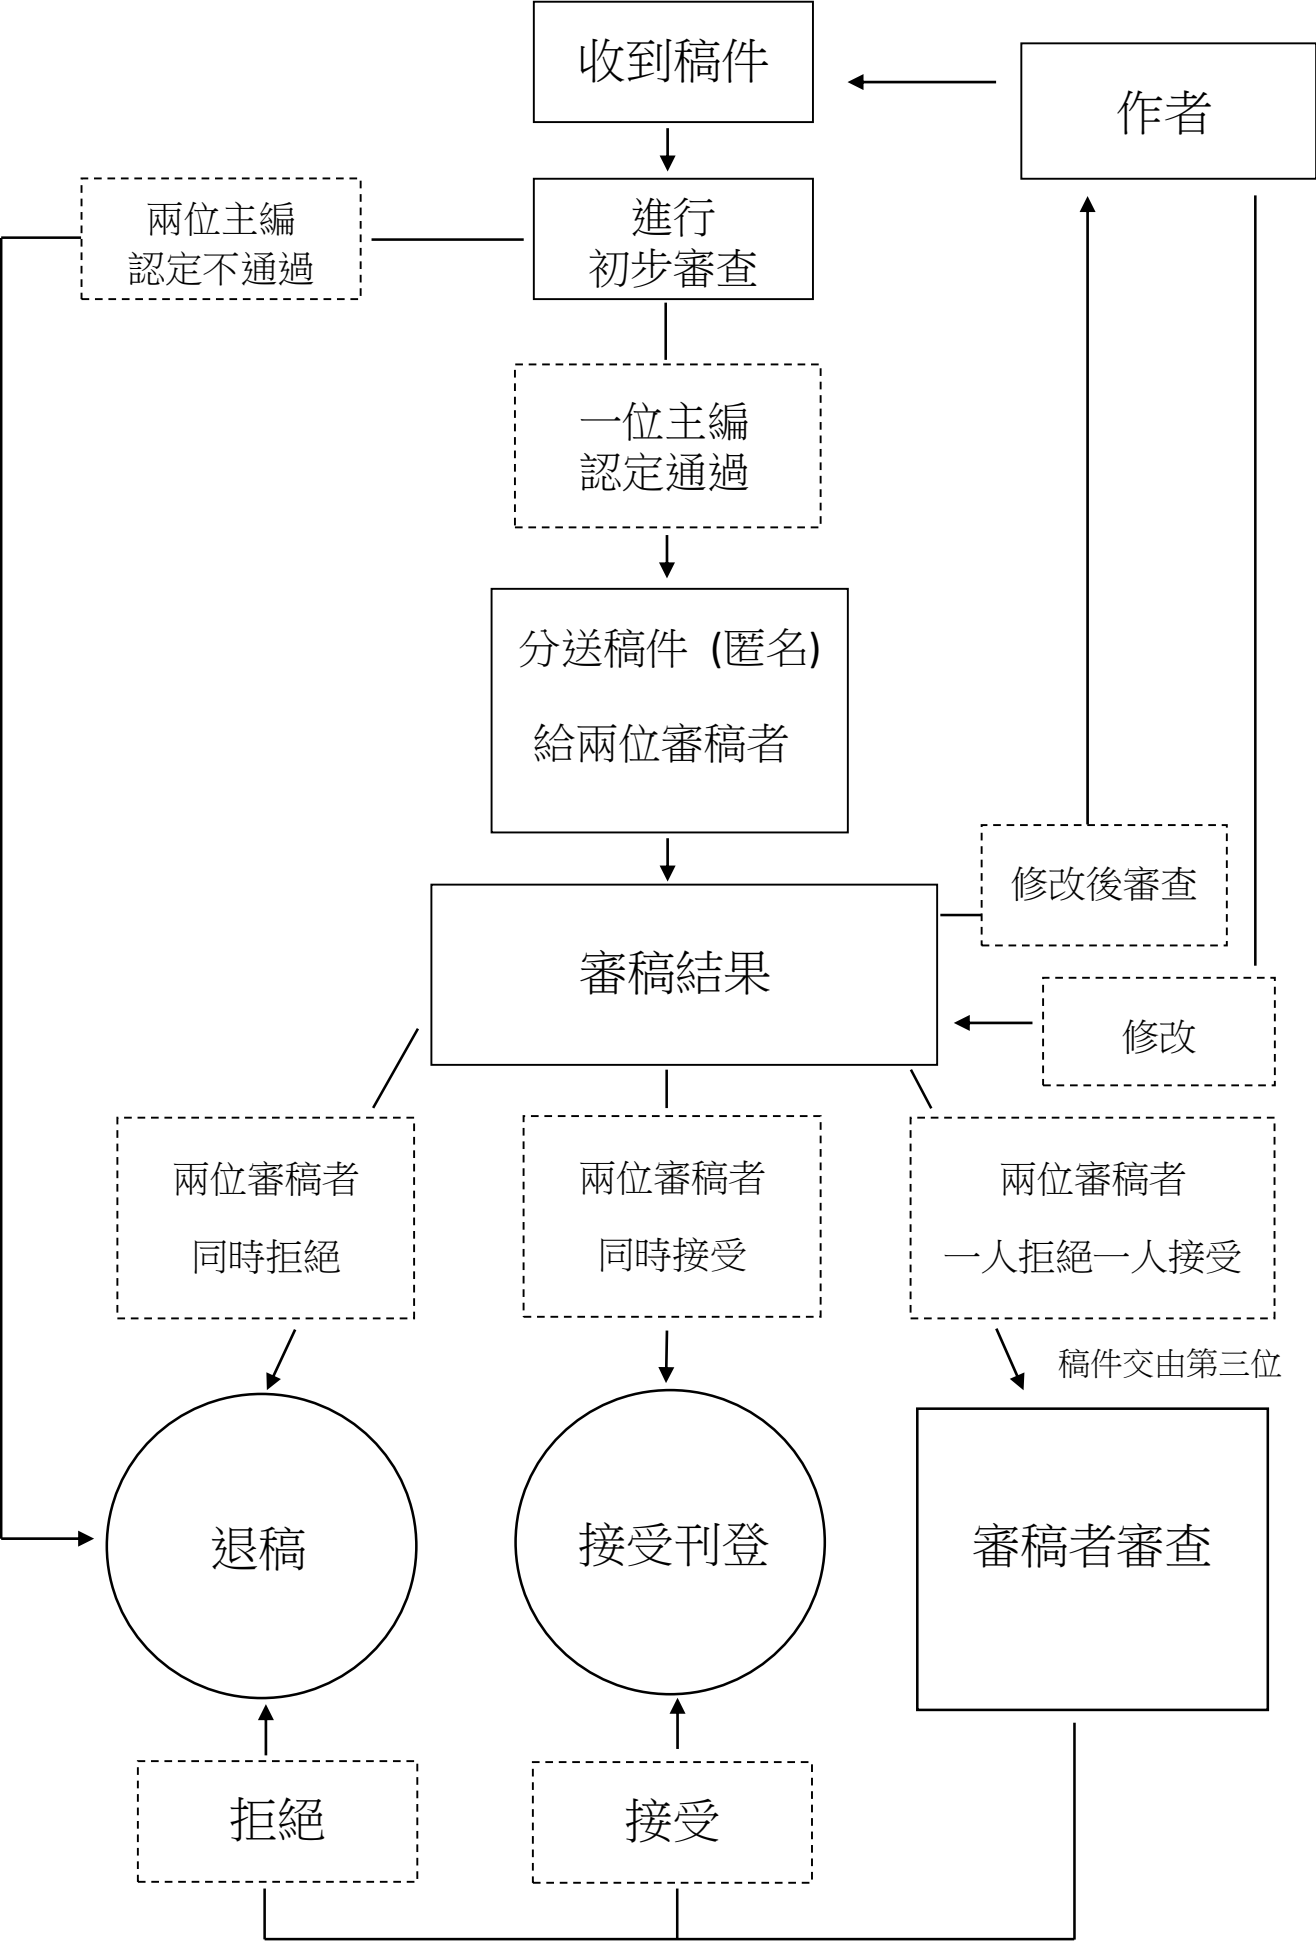 收到稿件
作者
進行
初步審查
兩位主編
認定不通過
一位主編
認定通過
分送稿件 (匿名)
給兩位審稿者
修改後審查
審稿結果
修改
兩位審稿者
同時拒絕
兩位審稿者
同時接受
兩位審稿者
一人拒絕一人接受
稿件交由第三位
退稿
接受刊登
審稿者審查
拒絕
接受